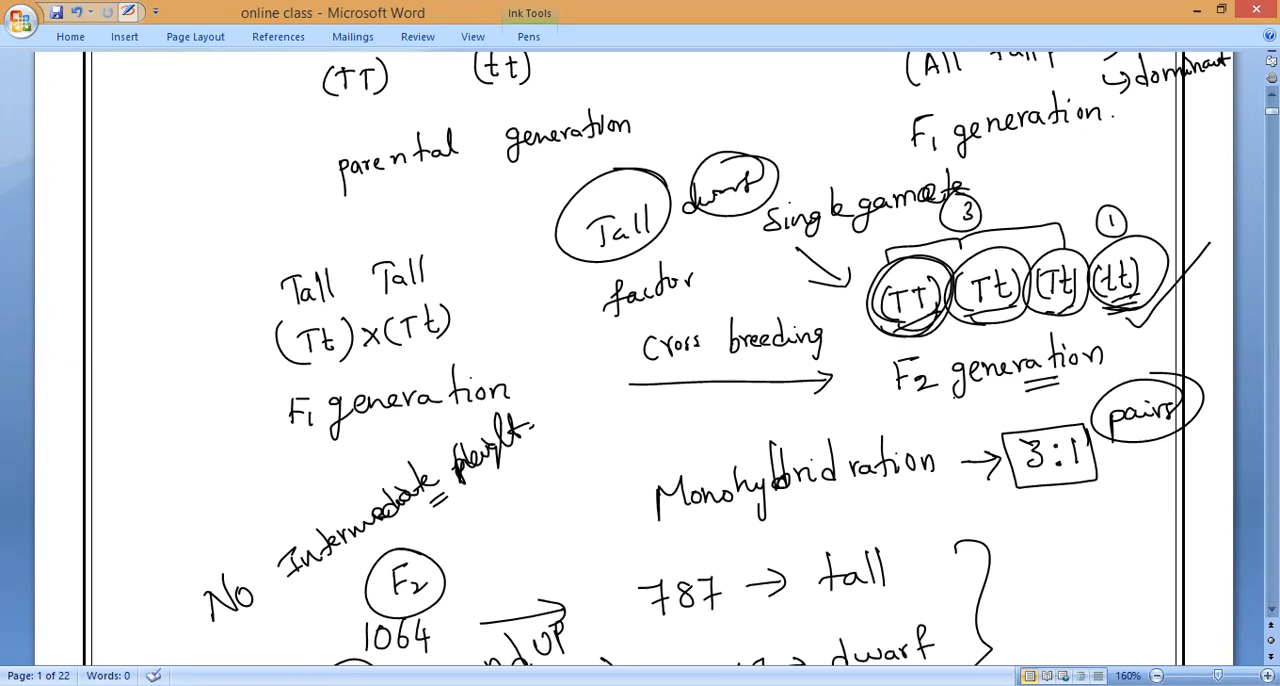 online class - Microsoft Word
Ink Tools
Home Insert Page Layout References Mailings Review View Pens
(TT) (tt)
(All tall)
↳ dominant
parental generation
F1 generation.
Tall dwarf
Single gamete
3 1
Tall Tall
factor
(TT) (Tt) (Tt) (tt)
(Tt)×(Tt)
Cross breeding
F1 generation
F2 generation
pairs
Monohybrid ration → 3:1
No Intermediate height.
F2
787 → tall
1064
→ dwarf
Page: 1 of 22 Words: 0 160%